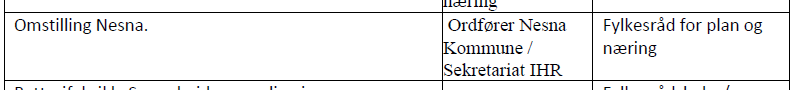 næring
Omstilling Nesna.
Ordfører Nesna
Kommune /
Sekretariat IHR
Fylkesråd for plan og
næring